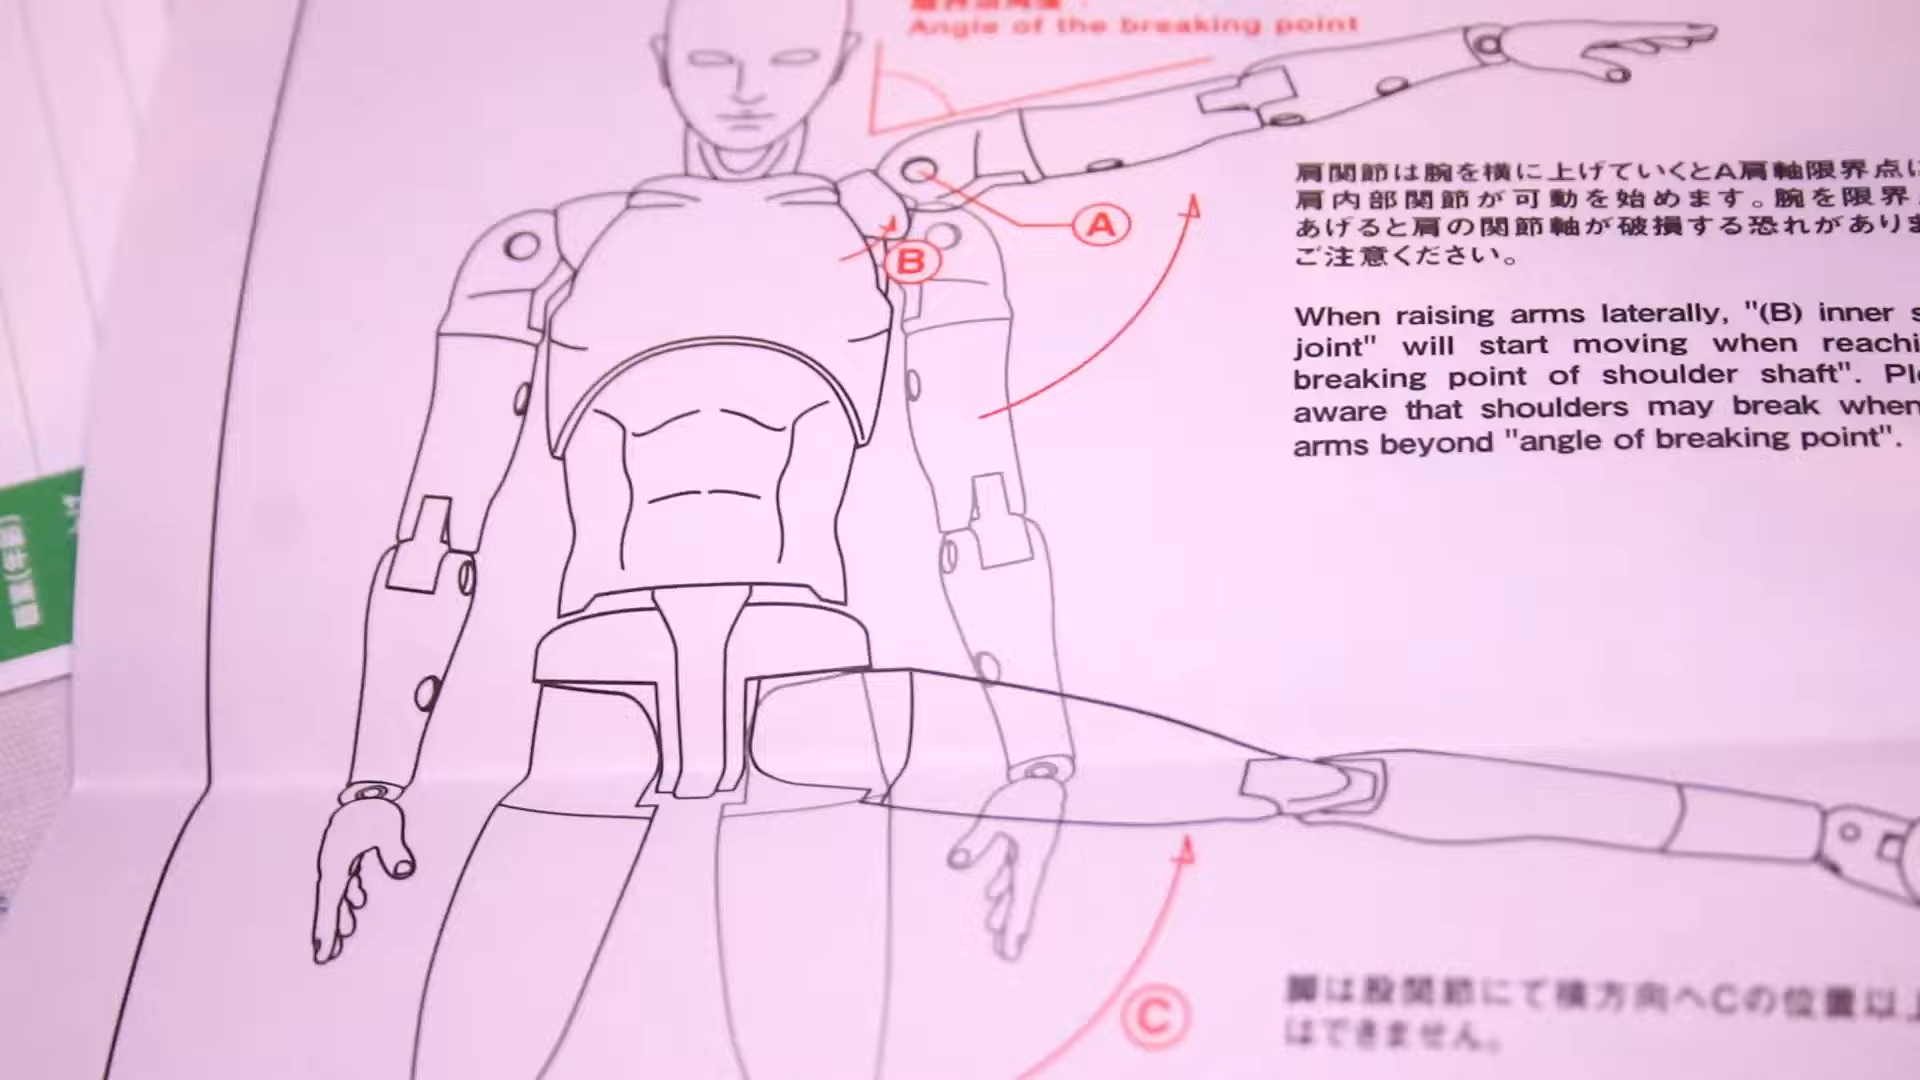 Angle of the breaking point
肩関節は腕を横に上げていくとA肩軸限界点に
肩内部関節が可動を始めます。腕を限界
あげると肩の関節軸が破損する恐れがありま
ご注意ください。
When raising arms laterally, "(B) inner s
joint" will start moving when reachi
breaking point of shoulder shaft". Ple
aware that shoulders may break when
arms beyond "angle of breaking point".
A
B
C
脚は股関節にて横方向へCの位置以上
はできません。